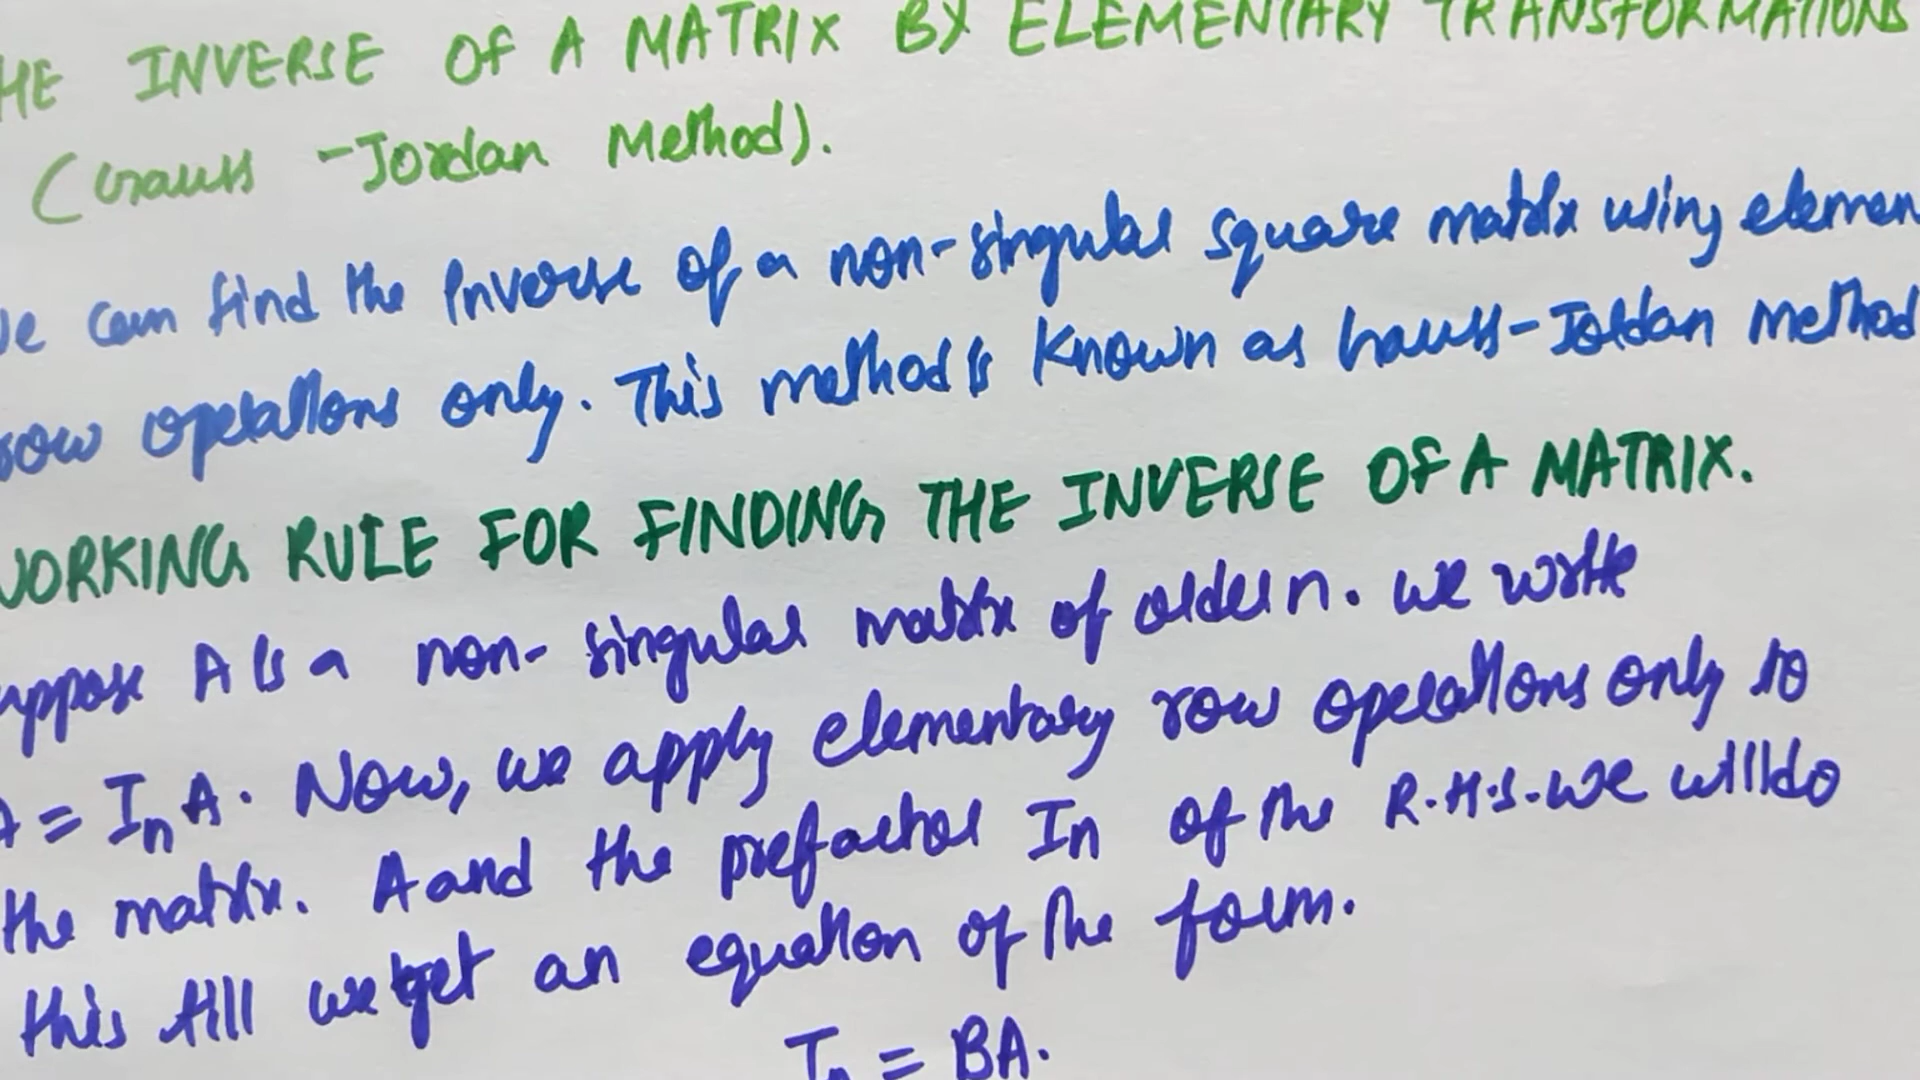 HE INVERSE OF A MATRIX BY ELEMENTARY TRANSFORMATIONS
(Gauss -Jordan Method).
We can find the Inverse of a non-singular square matrix using elemen
row operations only. This method is known as Gauss-Jordan Method
WORKING RULE FOR FINDING THE INVERSE OF A MATRIX.
uppose A is a non-singular matrix of order n. we write
A = InA. Now, we apply elementary row operations only to
the matrix. A and the prefactor In of the R.H.S. we will do
this till we get an equation of the form.
In = BA.